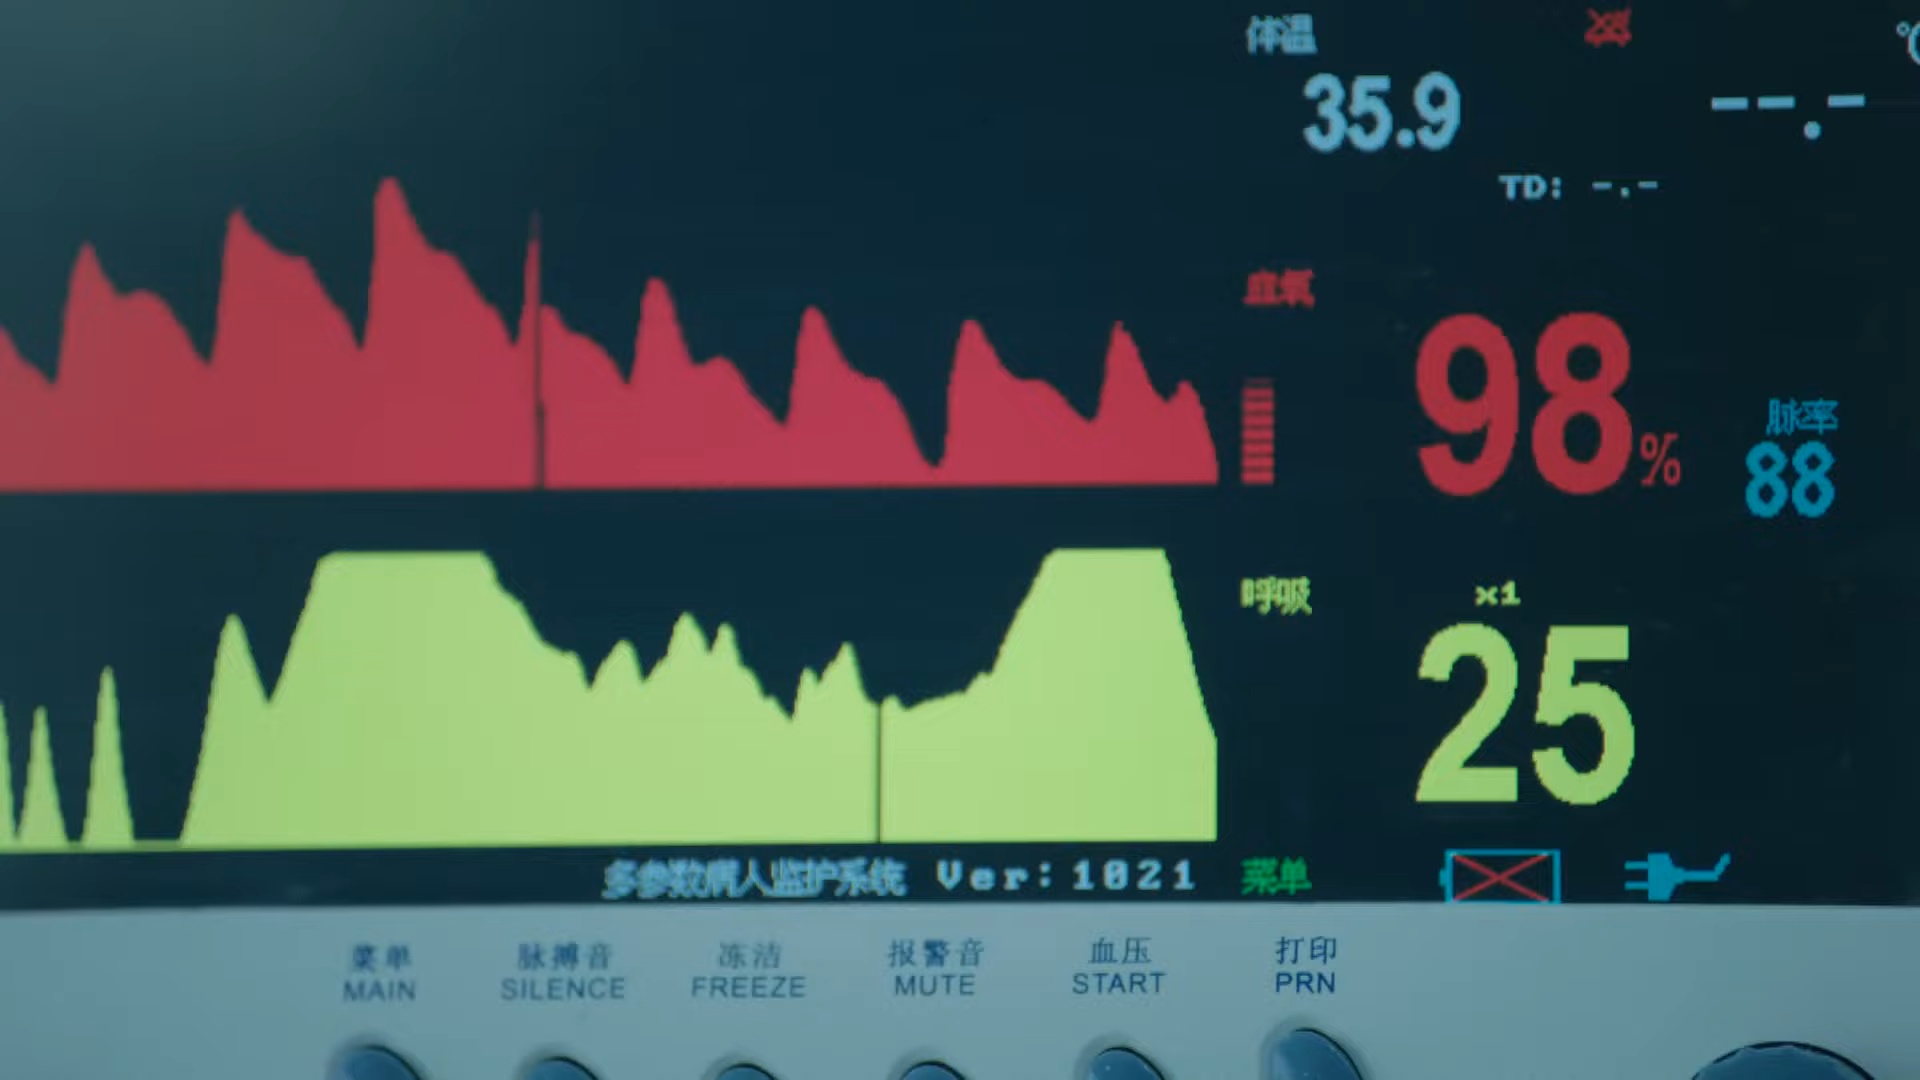 体温
℃
35.9
--.-
TD: -.-
血氧
98%
脉率
88
呼吸
x1
25
多参数病人监护系统 Ver:1021
菜单
菜单
MAIN
脉搏音
SILENCE
冻洁
FREEZE
报警音
MUTE
血压
START
打印
PRN